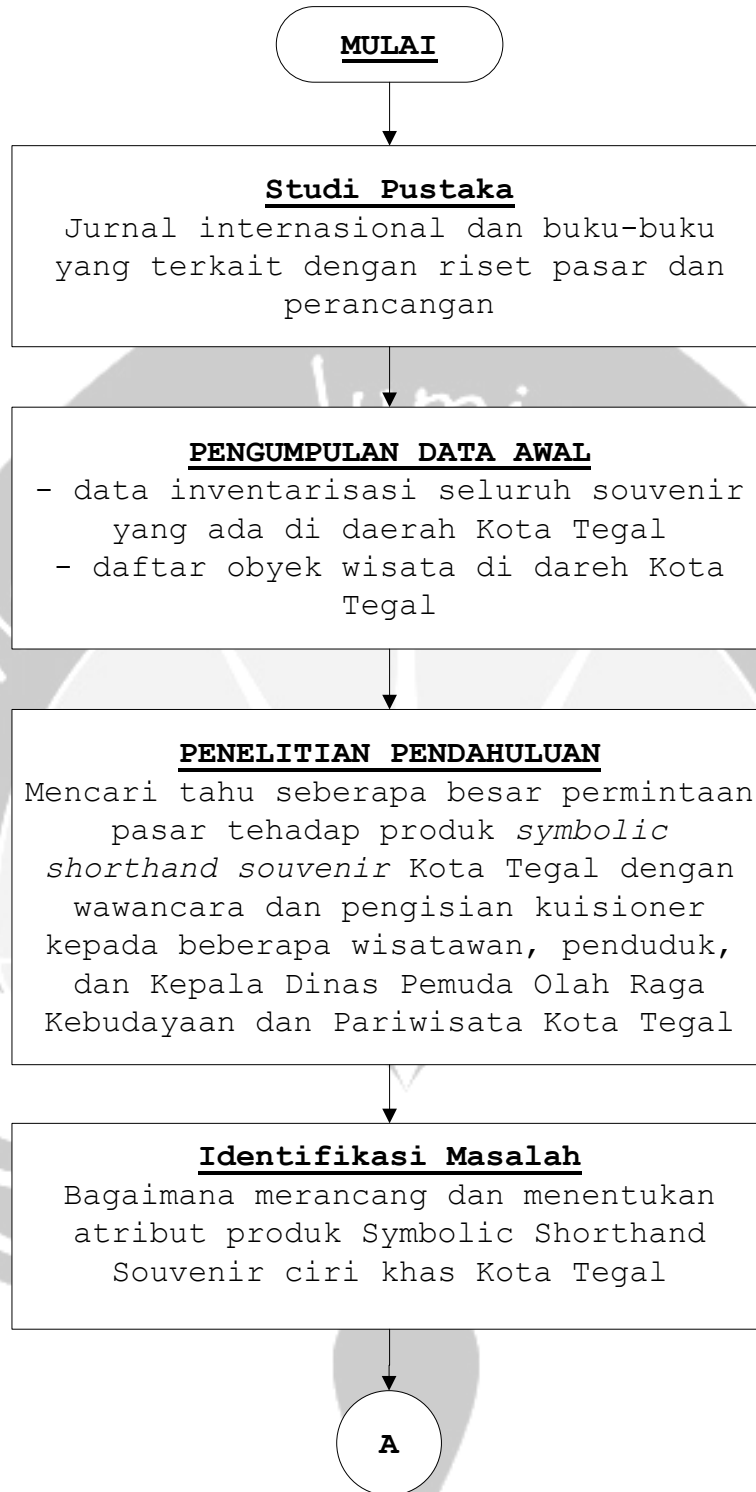 MULAI
Studi Pustaka
Jurnal internasional dan buku-buku
yang terkait dengan riset pasar dan
perancangan
PENGUMPULAN DATA AWAL
- data inventarisasi seluruh souvenir
yang ada di daerah Kota Tegal
- daftar obyek wisata di dareh Kota
Tegal
PENELITIAN PENDAHULUAN
Mencari tahu seberapa besar permintaan
pasar tehadap produk symbolic
shorthand souvenir Kota Tegal dengan
wawancara dan pengisian kuisioner
kepada beberapa wisatawan, penduduk,
dan Kepala Dinas Pemuda Olah Raga
Kebudayaan dan Pariwisata Kota Tegal
Identifikasi Masalah
Bagaimana merancang dan menentukan
atribut produk Symbolic Shorthand
Souvenir ciri khas Kota Tegal
A